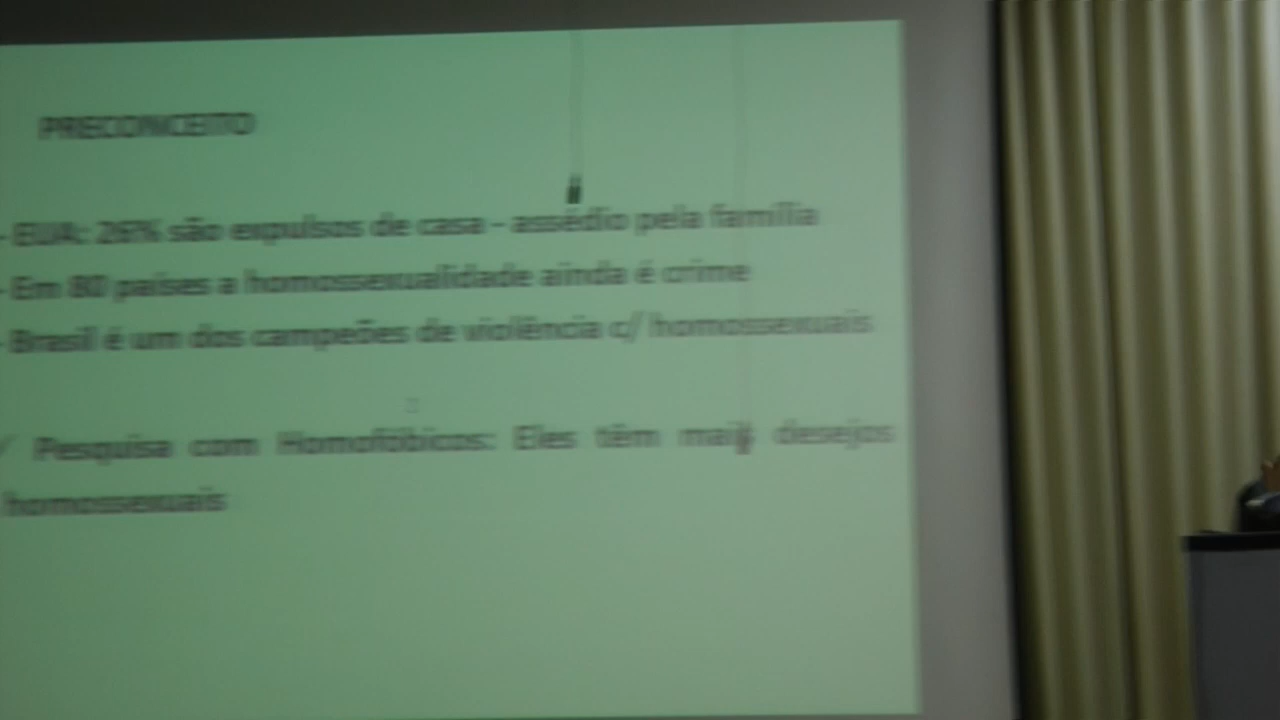 PRECONCEITO
- EUA: 26% são expulsos de casa - assédio pela família
- Em 80 países a homossexualidade ainda é crime
- Brasil é um dos campeões de violência c/ homossexuais
✓ Pesquisa com Homofóbicos: Eles têm mais desejos
homossexuais